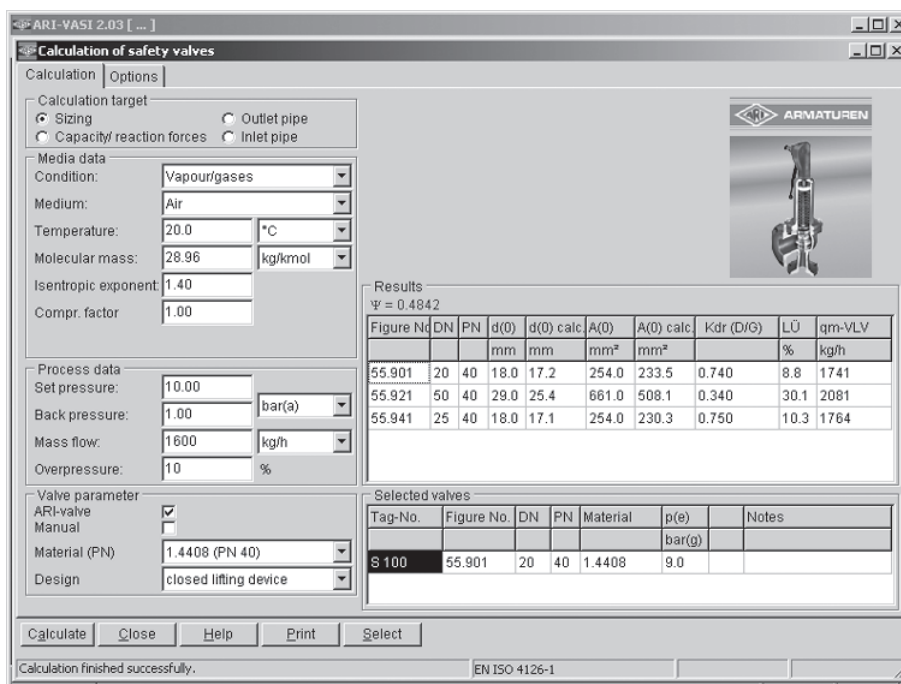 ARI-VASI 2.03 [ ... ]
Calculation of safety valves
Calculation Options
Calculation target
Sizing Outlet pipe
Capacity/ reaction forces Inlet pipe
Media data
Condition: Vapour/gases
Medium: Air
Temperature: 20.0 °C
Molecular mass: 28.96 kg/kmol
Isentropic exponent: 1.40
Compr. factor 1.00
Process data
Set pressure: 10.00
Back pressure: 1.00 bar(a)
Mass flow: 1600 kg/h
Overpressure: 10 %
Valve parameter
ARI-valve
Manual
Material (PN) 1.4408 (PN 40)
Design closed lifting device
ARI ARMATUREN
Results
Ψ = 0.4842
Figure No DN PN d(0) d(0) calc. A(0) A(0) calc. Kdr (D/G) LÜ qm-VLV
mm mm mm² mm² % kg/h
55.901 20 40 18.0 17.2 254.0 233.5 0.740 8.8 1741
55.921 50 40 29.0 25.4 661.0 508.1 0.340 30.1 2081
55.941 25 40 18.0 17.1 254.0 230.3 0.750 10.3 1764
Selected valves
Tag-No. Figure No. DN PN Material p(e) Notes
bar(g)
S 100 55.901 20 40 1.4408 9.0
Calculate Close Help Print Select
Calculation finished successfully. EN ISO 4126-1